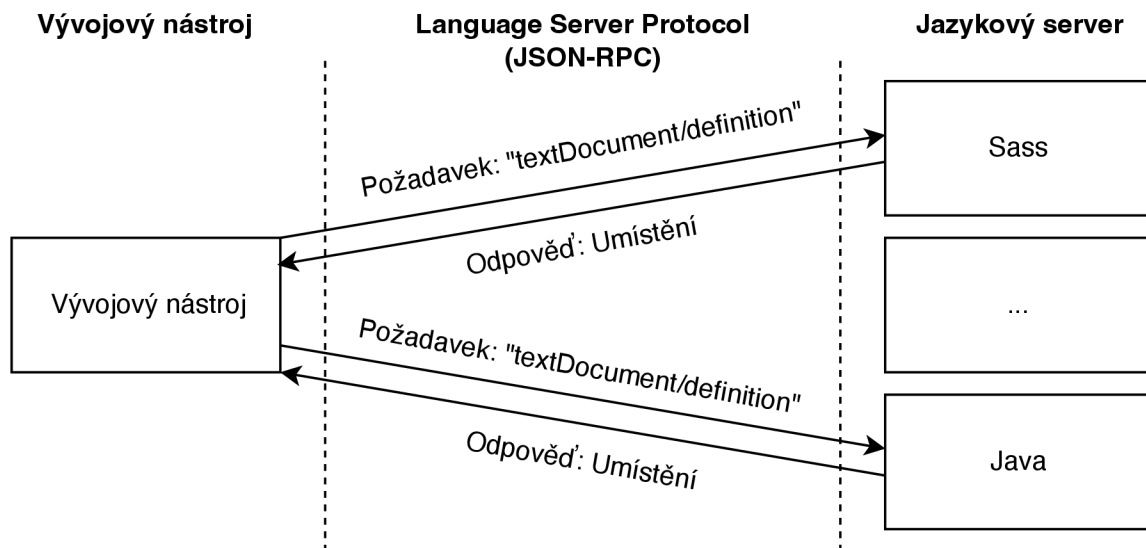 Vývojový nástroj
Language Server Protocol
(JSON-RPC)
Jazykový server
Požadavek: "textDocument/definition"
Sass
Odpověď: Umístění
Vývojový nástroj
...
Požadavek: "textDocument/definition"
Odpověď: Umístění
Java